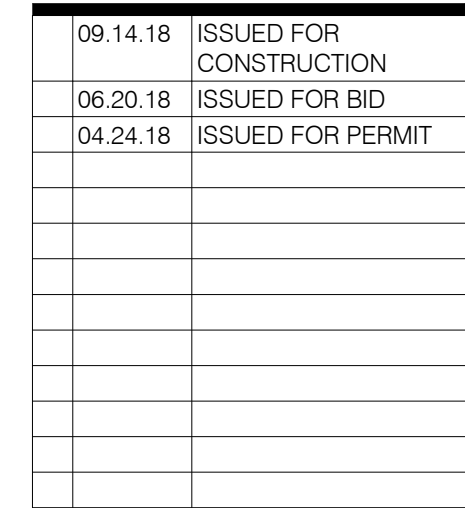 09.14.18 ISSUED FOR
CONSTRUCTION
06.20.18 ISSUED FOR BID
04.24.18 ISSUED FOR PERMIT